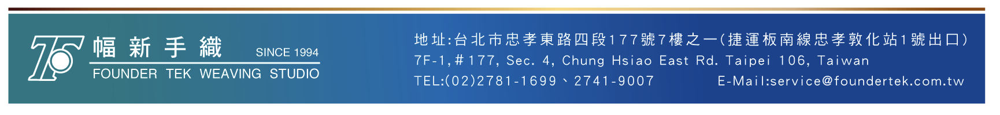 幅新手織
SINCE 1994
FOUNDER TEK WEAVING STUDIO
地址:台北市忠孝東路四段177號7樓之一(捷運板南線忠孝敦化站1號出口)
7F-1,#177, Sec. 4, Chung Hsiao East Rd. Taipei 106, Taiwan
TEL:(02)2781-1699、2741-9007 E-Mail:service@foundertek.com.tw